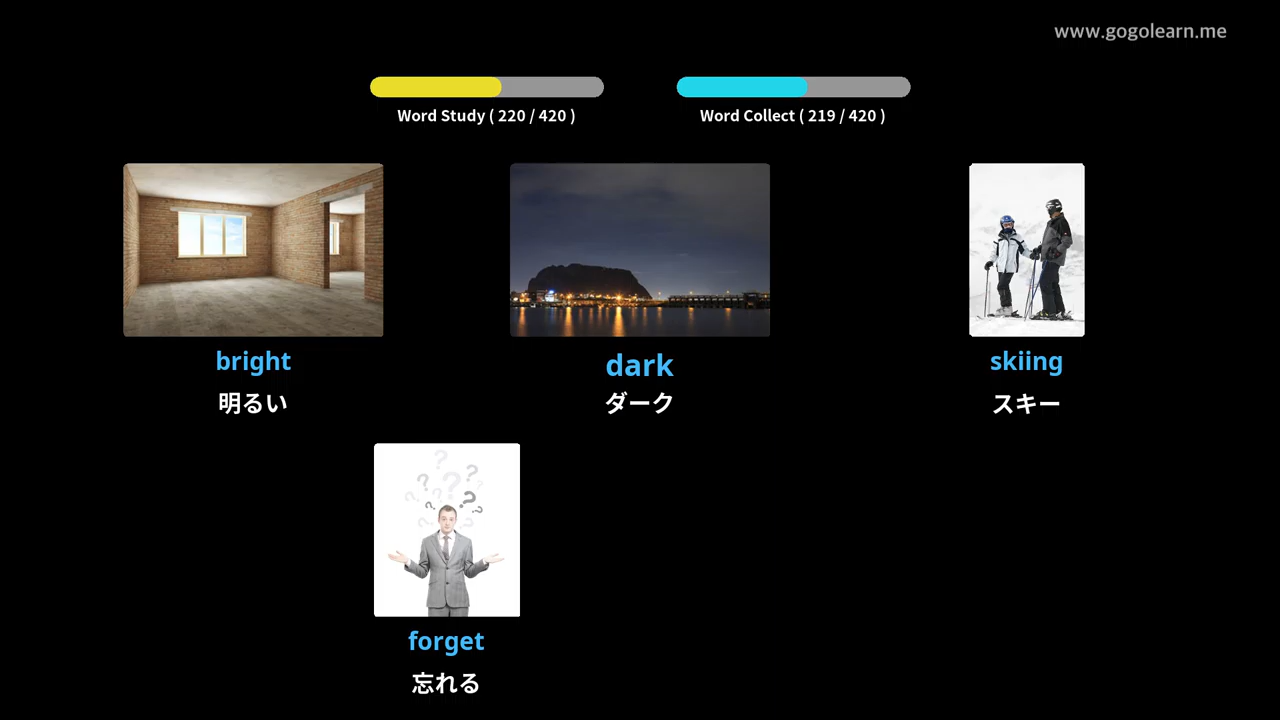 www.gogolearn.me
Word Study ( 220 / 420 )
Word Collect ( 219 / 420 )
bright
明るい
dark
ダーク
skiing
スキー
forget
忘れる